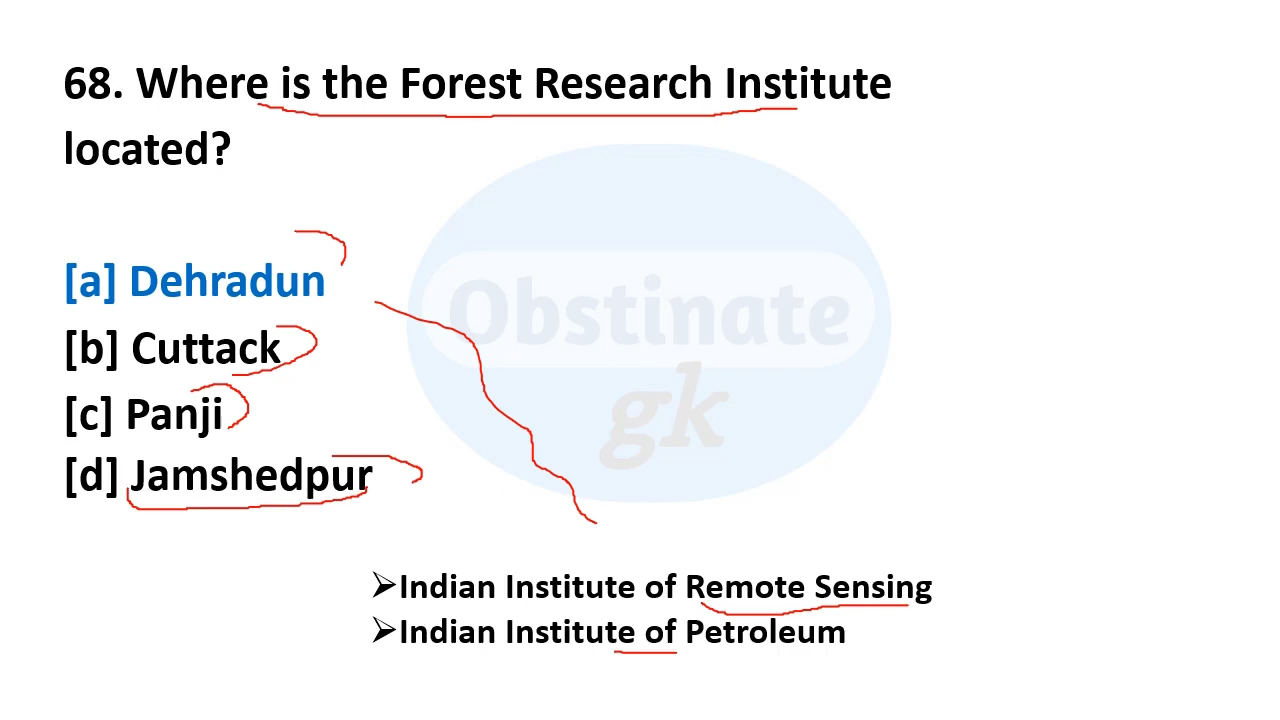 68. Where is the Forest Research Institute
located?
[a] Dehradun
[b] Cuttack
[c] Panji
[d] Jamshedpur
Obstinate
gk
➢Indian Institute of Remote Sensing
➢Indian Institute of Petroleum